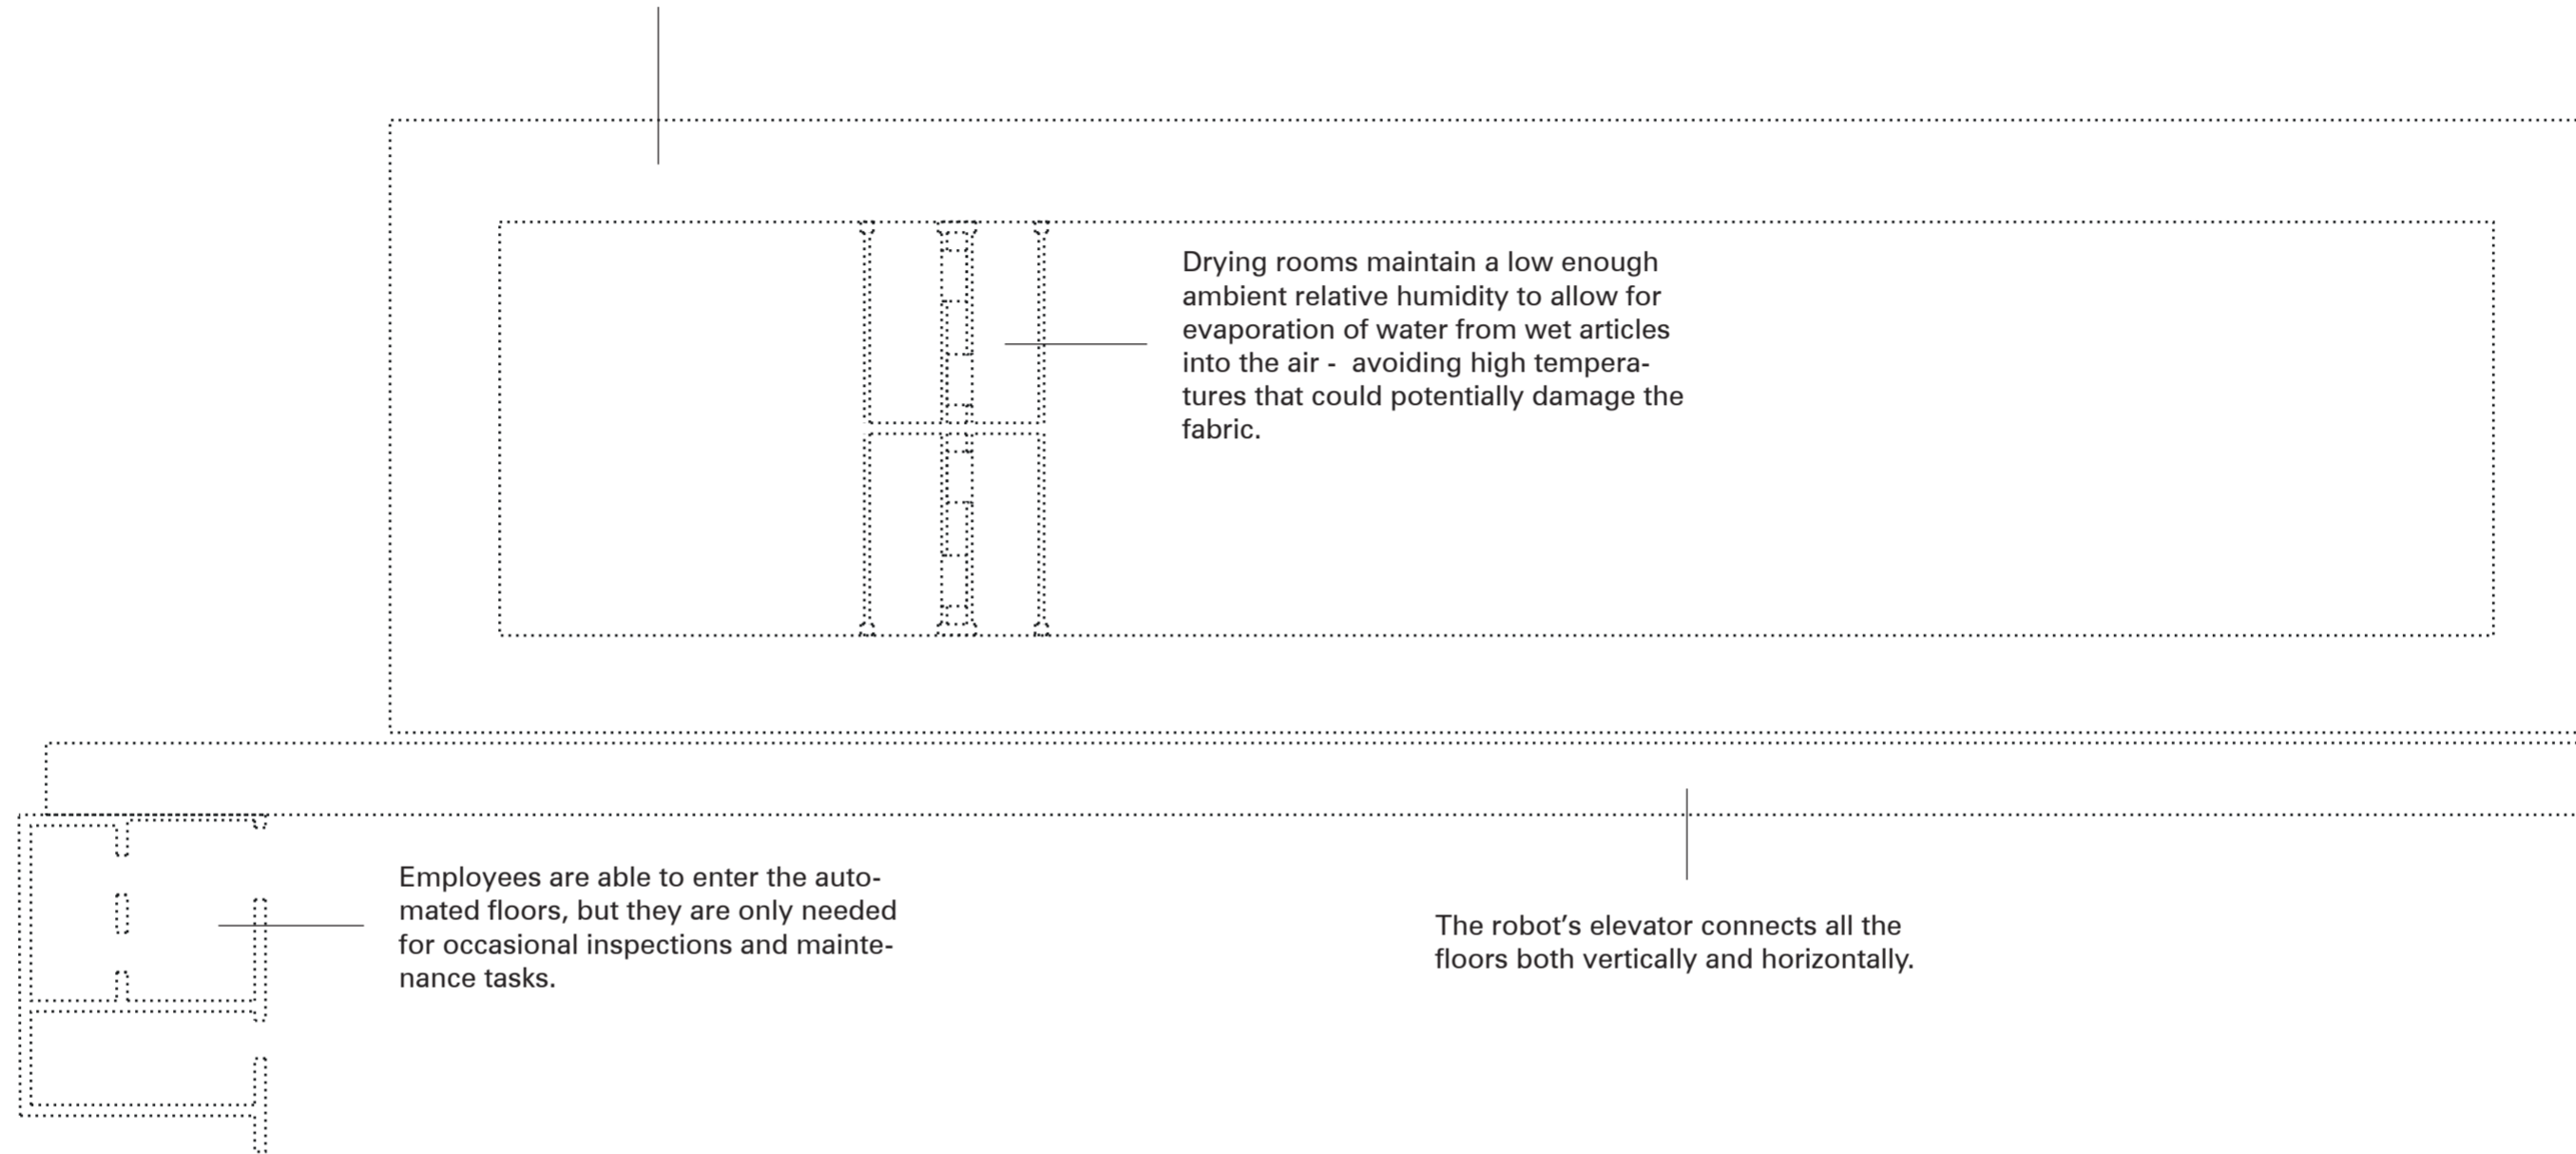 Drying rooms maintain a low enough
ambient relative humidity to allow for
evaporation of water from wet articles
into the air -  avoiding high tempera-
tures that could potentially damage the
fabric.
Employees are able to enter the auto-
mated floors, but they are only needed
for occasional inspections and mainte-
nance tasks.
The robot’s elevator connects all the
floors both vertically and horizontally.